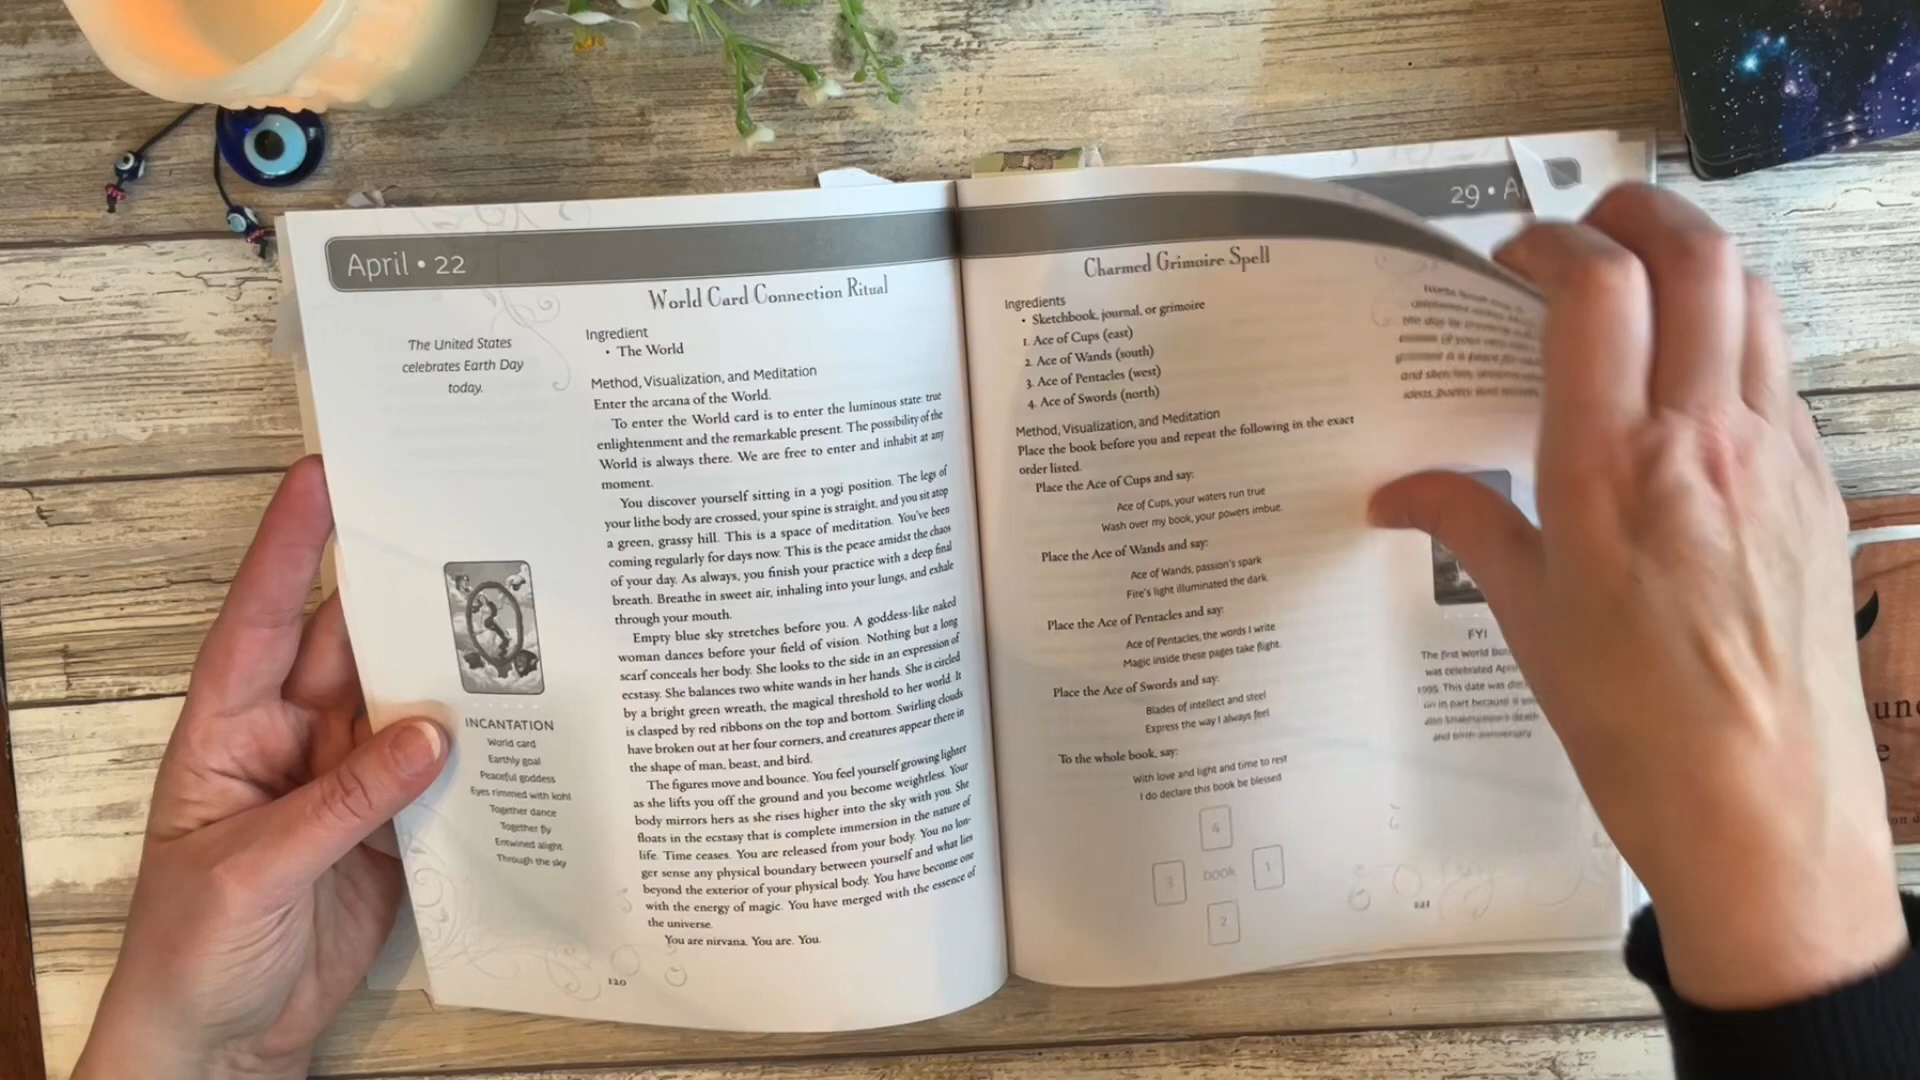 April • 22
The United States
celebrates Earth Day
today.
INCANTATION
World card
Earthly goal
Peaceful goddess
Eyes rimmed with kohl
Together dance
Together fly
Entwined alight
Through the sky
World Card Connection Ritual
Ingredient
• The World
Method, Visualization, and Meditation
Enter the arcana of the World.
To enter the World card is to enter the luminous state: true
enlightenment and the remarkable present. The possibility of the
World is always there. We are free to enter and inhabit at any
moment.
You discover yourself sitting in a yogi position. The legs of
your lithe body are crossed, your spine is straight, and you sit atop
a green, grassy hill. This is a space of meditation. You've been
coming regularly for days now. This is the peace amidst the chaos
of your day. As always, you finish your practice with a deep final
breath. Breathe in sweet air, inhaling into your lungs, and exhale
through your mouth.
Empty blue sky stretches before you. A goddess-like naked
woman dances before your field of vision. Nothing but a long
scarf conceals her body. She looks to the side in an expression of
ecstasy. She balances two white wands in her hands. She is circled
by a bright green wreath, the magical threshold to her world. It
is clasped by red ribbons on the top and bottom. Swirling clouds
have broken out at her four corners, and creatures appear there in
the shape of man, beast, and bird.
The figures move and bounce. You feel yourself growing lighter
as she lifts you off the ground and you become weightless. Your
body mirrors hers as she rises higher into the sky with you. She
floats in the ecstasy that is complete immersion in the nature of
life. Time ceases. You are released from your body. You no lon-
ger sense any physical boundary between yourself and what lies
beyond the exterior of your physical body. You have become one
with the energy of magic. You have merged with the essence of
the universe.
You are nirvana. You are. You.
120
29 • A
Charmed Grimoire Spell
Ingredients
• Sketchbook, journal, or grimoire
1. Ace of Cups (east)
2. Ace of Wands (south)
3. Ace of Pentacles (west)
4. Ace of Swords (north)
Method, Visualization, and Meditation
Place the book before you and repeat the following in the exact
order listed.
Place the Ace of Cups and say:
Ace of Cups, your waters run true
Wash over my book, your powers imbue.
Place the Ace of Wands and say:
Ace of Wands, passion's spark
Fire's light illuminated the dark.
Place the Ace of Pentacles and say:
Ace of Pentacles, the words I write
Magic inside these pages take flight.
Place the Ace of Swords and say:
Blades of intellect and steel
Express the way I always feel
To the whole book, say:
With love and light and time to rest
I do declare this book be blessed
4
3 book 1
2
FYI
The first World
was celebrated
1995. This date was
in part because
and birth anniversary
121